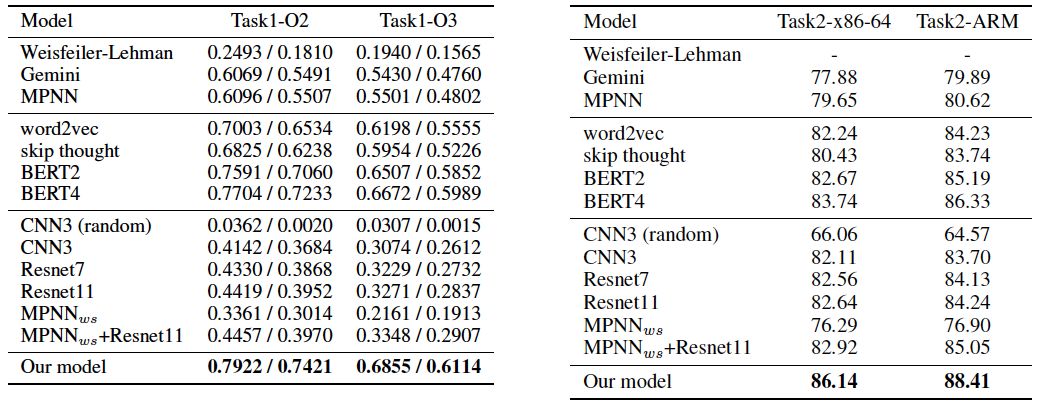 Model Task1-O2 Task1-O3
Weisfeiler-Lehman 0.2493 / 0.1810 0.1940 / 0.1565
Gemini 0.6069 / 0.5491 0.5430 / 0.4760
MPNN 0.6096 / 0.5507 0.5501 / 0.4802
word2vec 0.7003 / 0.6534 0.6198 / 0.5555
skip thought 0.6825 / 0.6238 0.5954 / 0.5226
BERT2 0.7591 / 0.7060 0.6507 / 0.5852
BERT4 0.7704 / 0.7233 0.6672 / 0.5989
CNN3 (random) 0.0362 / 0.0020 0.0307 / 0.0015
CNN3 0.4142 / 0.3684 0.3074 / 0.2612
Resnet7 0.4330 / 0.3868 0.3229 / 0.2732
Resnet11 0.4419 / 0.3952 0.3271 / 0.2837
MPNNws 0.3361 / 0.3014 0.2161 / 0.1913
MPNNws+Resnet11 0.4457 / 0.3970 0.3348 / 0.2907
Our model 0.7922 / 0.7421 0.6855 / 0.6114
Model Task2-x86-64 Task2-ARM
Weisfeiler-Lehman - -
Gemini 77.88 79.89
MPNN 79.65 80.62
word2vec 82.24 84.23
skip thought 80.43 83.74
BERT2 82.67 85.19
BERT4 83.74 86.33
CNN3 (random) 66.06 64.57
CNN3 82.11 83.70
Resnet7 82.56 84.13
Resnet11 82.64 84.24
MPNNws 76.29 76.90
MPNNws+Resnet11 82.92 85.05
Our model 86.14 88.41